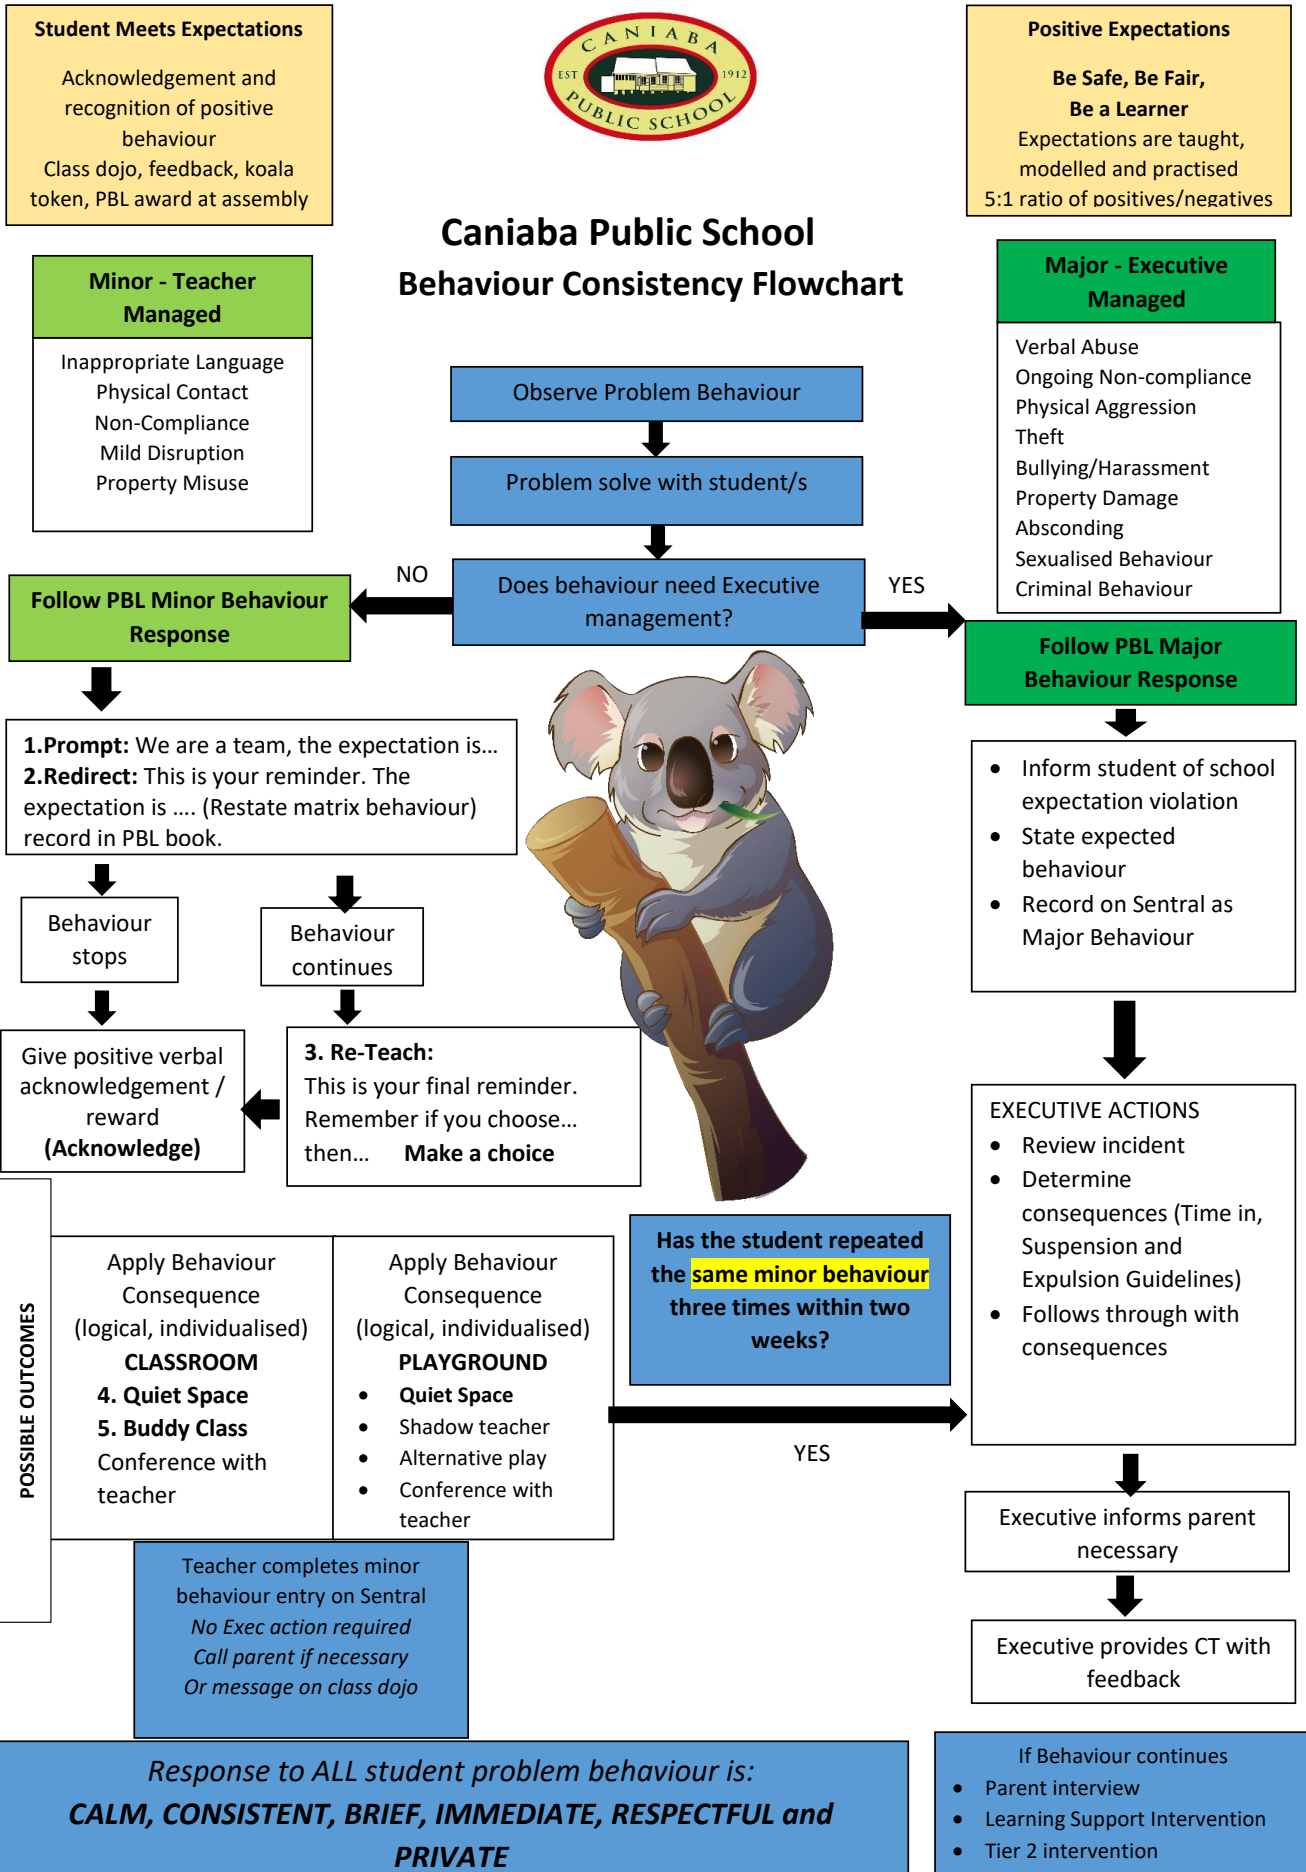 Student Meets Expectations
Acknowledgement and
recognition of positive
behaviour
Class dojo, feedback, koala
token, PBL award at assembly
CANIABA
EST 1912
PUBLIC SCHOOL
Positive Expectations
Be Safe, Be Fair,
Be a Learner
Expectations are taught,
modelled and practised
5:1 ratio of positives/negatives
Caniaba Public School
Behaviour Consistency Flowchart
Minor - Teacher
Managed
Inappropriate Language
Physical Contact
Non-Compliance
Mild Disruption
Property Misuse
Major - Executive
Managed
Verbal Abuse
Ongoing Non-compliance
Physical Aggression
Theft
Bullying/Harassment
Property Damage
Absconding
Sexualised Behaviour
Criminal Behaviour
Observe Problem Behaviour
Problem solve with student/s
Does behaviour need Executive
management?
NO
YES
Follow PBL Minor Behaviour
Response
Follow PBL Major
Behaviour Response
1.Prompt: We are a team, the expectation is...
2.Redirect: This is your reminder. The
expectation is .... (Restate matrix behaviour)
record in PBL book.
Behaviour
stops
Behaviour
continues
Give positive verbal
acknowledgement /
reward
(Acknowledge)
3. Re-Teach:
This is your final reminder.
Remember if you choose...
then... Make a choice
• Inform student of school
expectation violation
• State expected
behaviour
• Record on Sentral as
Major Behaviour
EXECUTIVE ACTIONS
• Review incident
• Determine
consequences (Time in,
Suspension and
Expulsion Guidelines)
• Follows through with
consequences
POSSIBLE OUTCOMES
Apply Behaviour
Consequence
(logical, individualised)
CLASSROOM
4. Quiet Space
5. Buddy Class
Conference with
teacher
Apply Behaviour
Consequence
(logical, individualised)
PLAYGROUND
• Quiet Space
• Shadow teacher
• Alternative play
• Conference with
teacher
Has the student repeated
the same minor behaviour
three times within two
weeks?
YES
Executive informs parent
necessary
Executive provides CT with
feedback
Teacher completes minor
behaviour entry on Sentral
No Exec action required
Call parent if necessary
Or message on class dojo
Response to ALL student problem behaviour is:
CALM, CONSISTENT, BRIEF, IMMEDIATE, RESPECTFUL and
PRIVATE
If Behaviour continues
• Parent interview
• Learning Support Intervention
• Tier 2 intervention